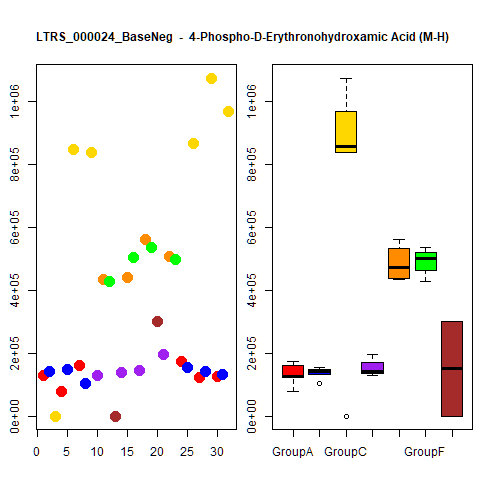 LTRS_000024_BaseNeg - 4-Phospho-D-Erythronohydroxamic Acid (M-H)
0e+00 2e+05 4e+05 6e+05 8e+05 1e+06
0 5 10 15 20 25 30
0e+00 2e+05 4e+05 6e+05 8e+05 1e+06
GroupA GroupC GroupF